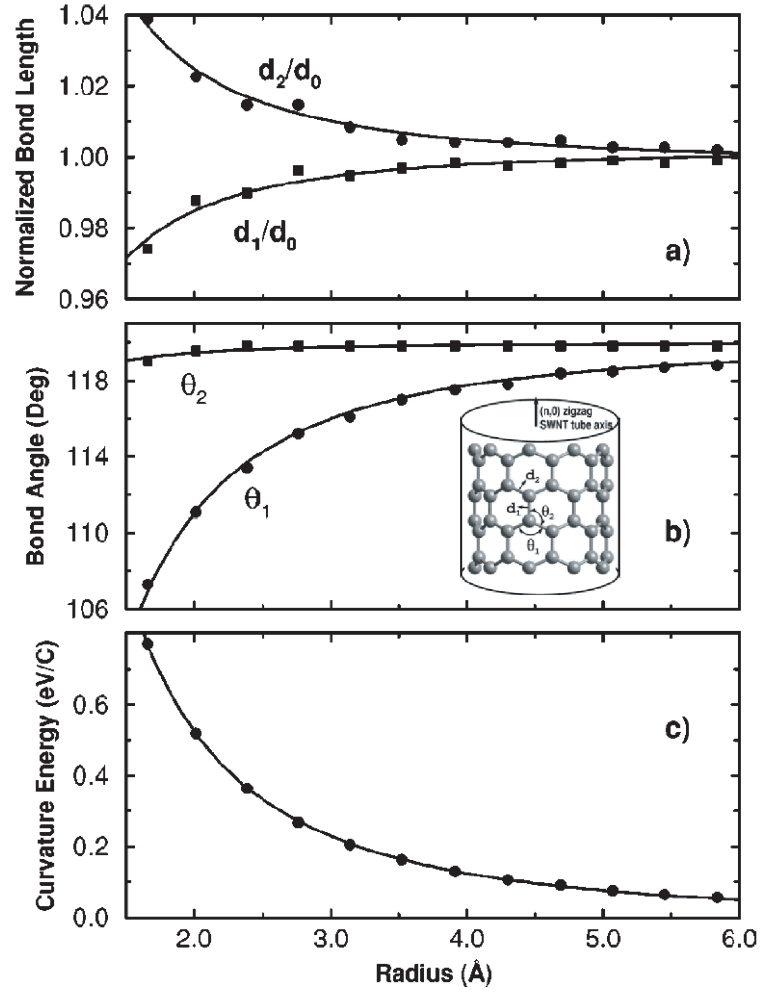 1.04
1.02
1.00
0.98
0.96
Normalized Bond Length
d2/d0
d1/d0
a)
118
114
110
106
Bond Angle (Deg)
θ2
θ1
(n,0) zigzag
SWNT tube axis
d2
d1
θ2
θ1
b)
0.6
0.4
0.2
0.0
Curvature Energy (eV/C)
c)
2.0 3.0 4.0 5.0 6.0
Radius (Å)